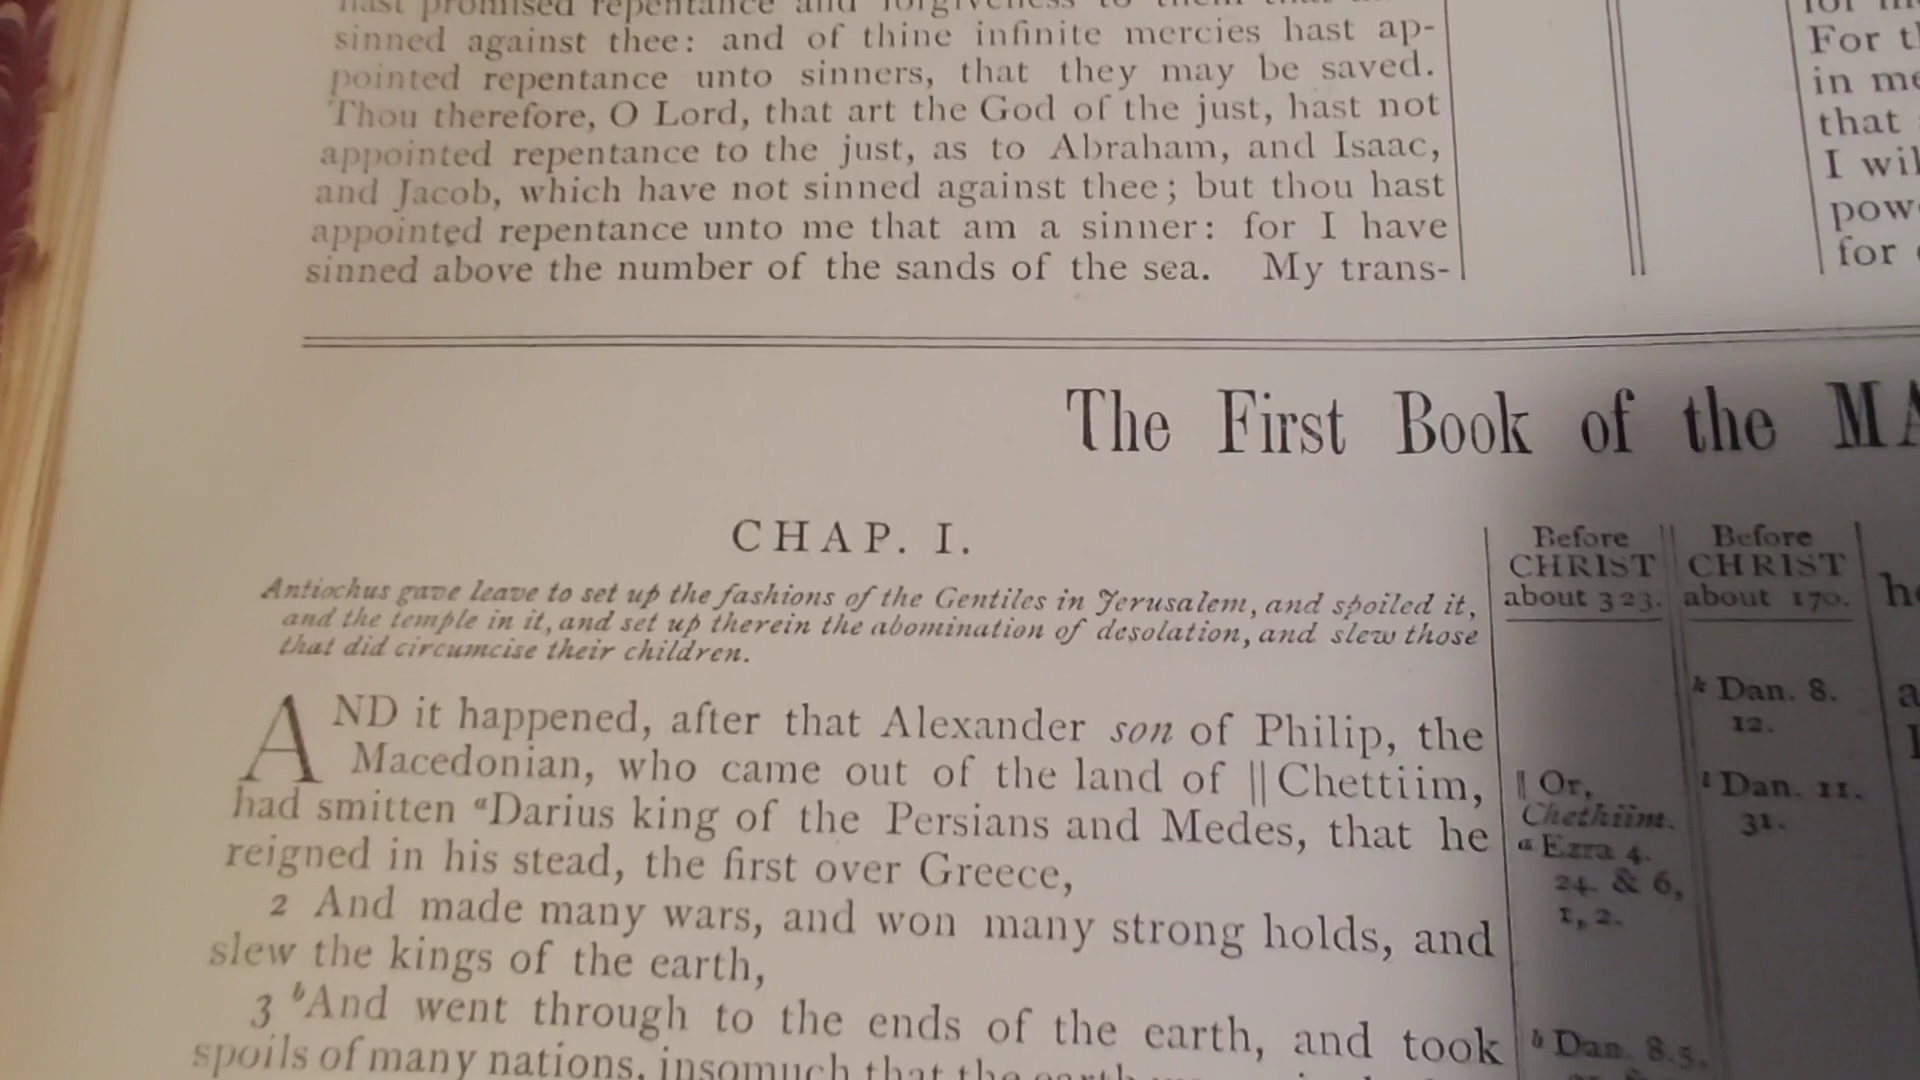 hast promised repentance and forgiveness to them that
sinned against thee: and of thine infinite mercies hast ap-
pointed repentance unto sinners, that they may be saved.
Thou therefore, O Lord, that art the God of the just, hast not
appointed repentance to the just, as to Abraham, and Isaac,
and Jacob, which have not sinned against thee; but thou hast
appointed repentance unto me that am a sinner: for I have
sinned above the number of the sands of the sea. My trans-
For
in
that
I
for
The First Book of the
CHAP. I.
Antiochus gave leave to set up the fashions of the Gentiles in Jerusalem, and spoiled it,
and the temple in it, and set up therein the abomination of desolation, and slew those
that did circumcise their children.
AND it happened, after that Alexander son of Philip, the
Macedonian, who came out of the land of || Chettiim,
had smitten ᵃDarius king of the Persians and Medes, that he
reigned in his stead, the first over Greece,
2 And made many wars, and won many strong holds, and
slew the kings of the earth,
3 ᵇAnd went through to the ends of the earth, and took
spoils of many nations, insomuch that the earth
Before
CHRIST
about 323.
|| Or,
Chethiim.
ᵃ Ezra 4.
24. & 6,
1, 2.
ᵇ Dan. 8.5.
Before
CHRIST
about 170.
ᵏ Dan. 8.
12.
ˡ Dan. 11.
31.